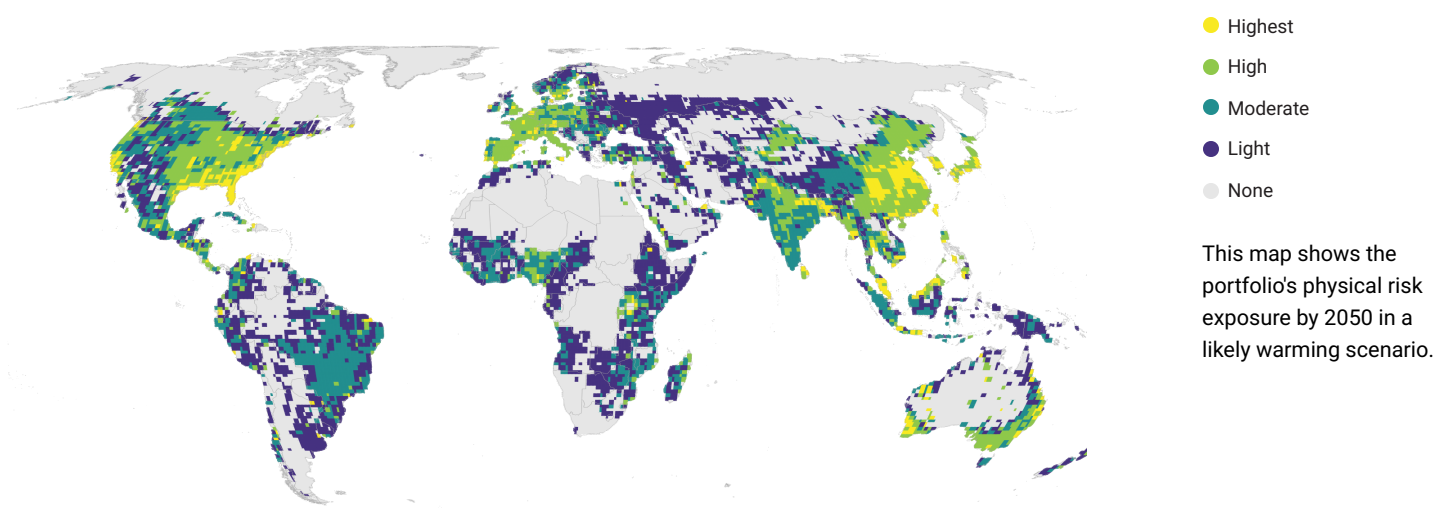 Highest
High
Moderate
Light
None
This map shows the
portfolio's physical risk
exposure by 2050 in a
likely warming scenario.